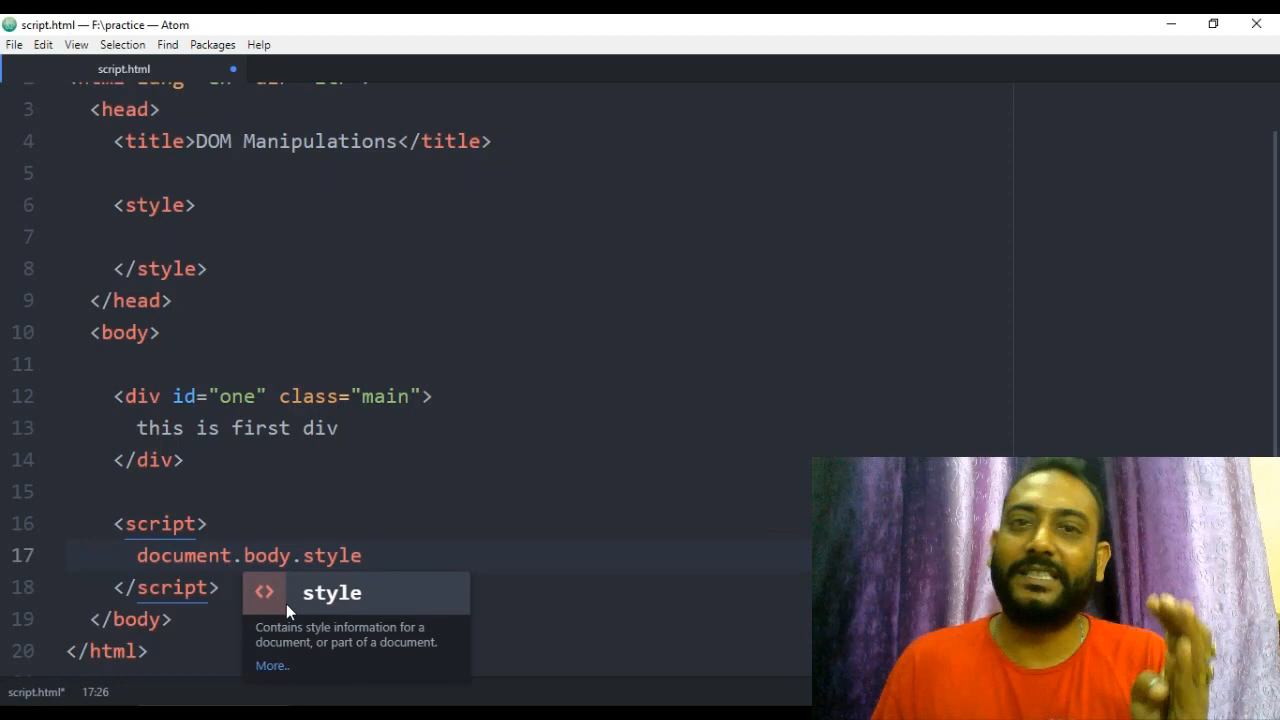 script.html — F:\practice — Atom
File Edit View Selection Find Packages Help
script.html
3 <head>
4 <title>DOM Manipulations</title>
5
6 <style>
7
8 </style>
9 </head>
10 <body>
11
12 <div id="one" class="main">
13 this is first div
14 </div>
15
16 <script>
17 document.body.style
18 </script>
<> style
19 </body>
Contains style information for a
document, or part of a document.
20 </html>
More..
script.html* 17:26